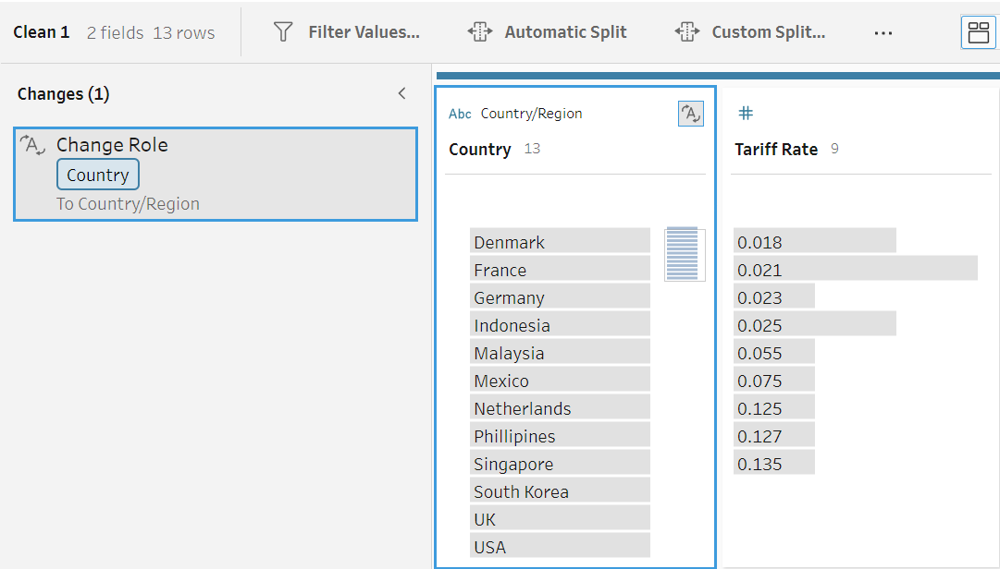 Clean 1 2 fields 13 rows Filter Values... Automatic Split Custom Split... ...
Changes (1)
Change Role
Country
To Country/Region
Abc Country/Region
Country 13
Denmark
France
Germany
Indonesia
Malaysia
Mexico
Netherlands
Phillipines
Singapore
South Korea
UK
USA
#
Tariff Rate 9
0.018
0.021
0.023
0.025
0.055
0.075
0.125
0.127
0.135